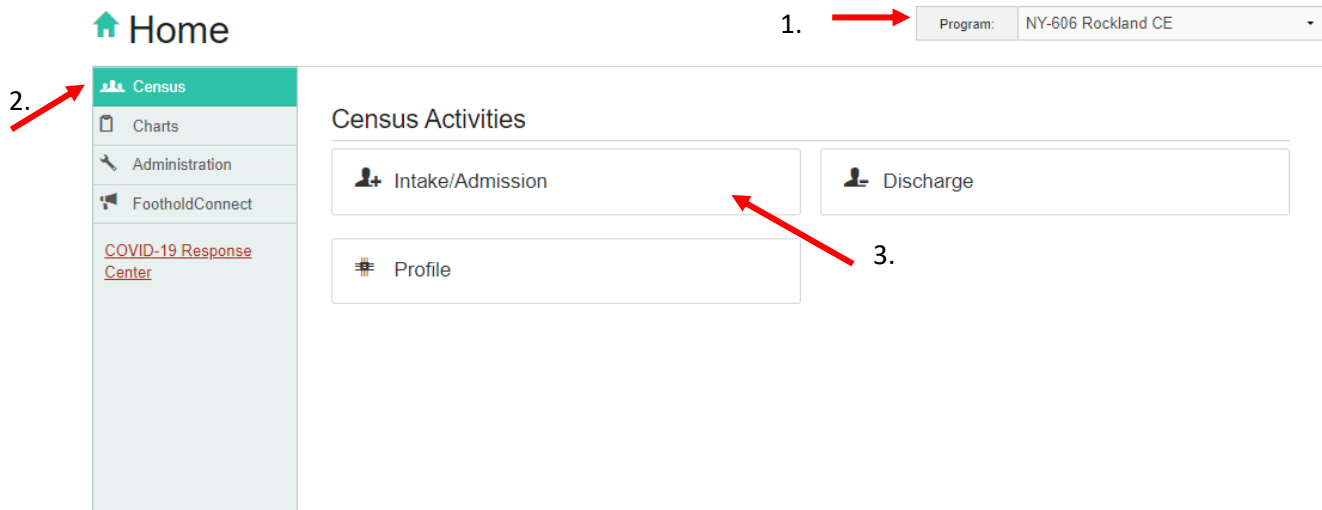 Home
1.
Program: NY-606 Rockland CE
2.
Census
Charts
Administration
FootholdConnect
COVID-19 Response
Center
Census Activities
Intake/Admission
Discharge
3.
Profile